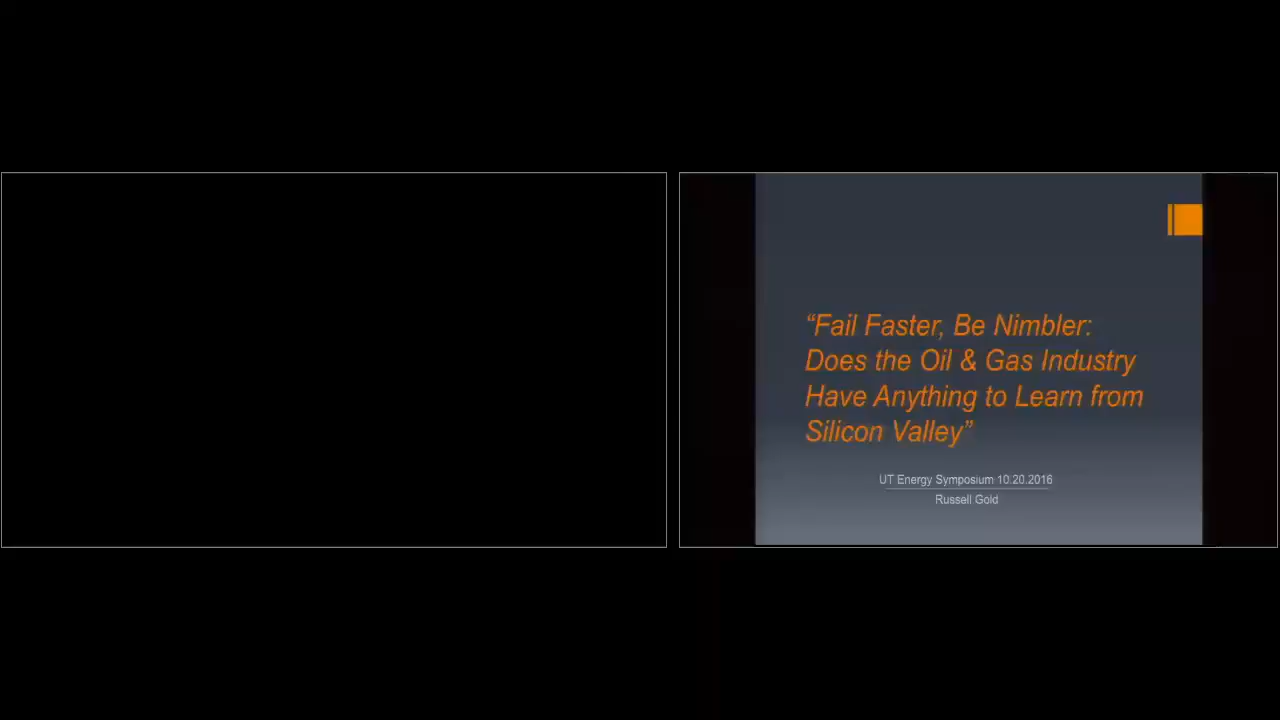 “Fail Faster, Be Nimbler:
Does the Oil & Gas Industry
Have Anything to Learn from
Silicon Valley”
UT Energy Symposium 10.20.2016
Russell Gold